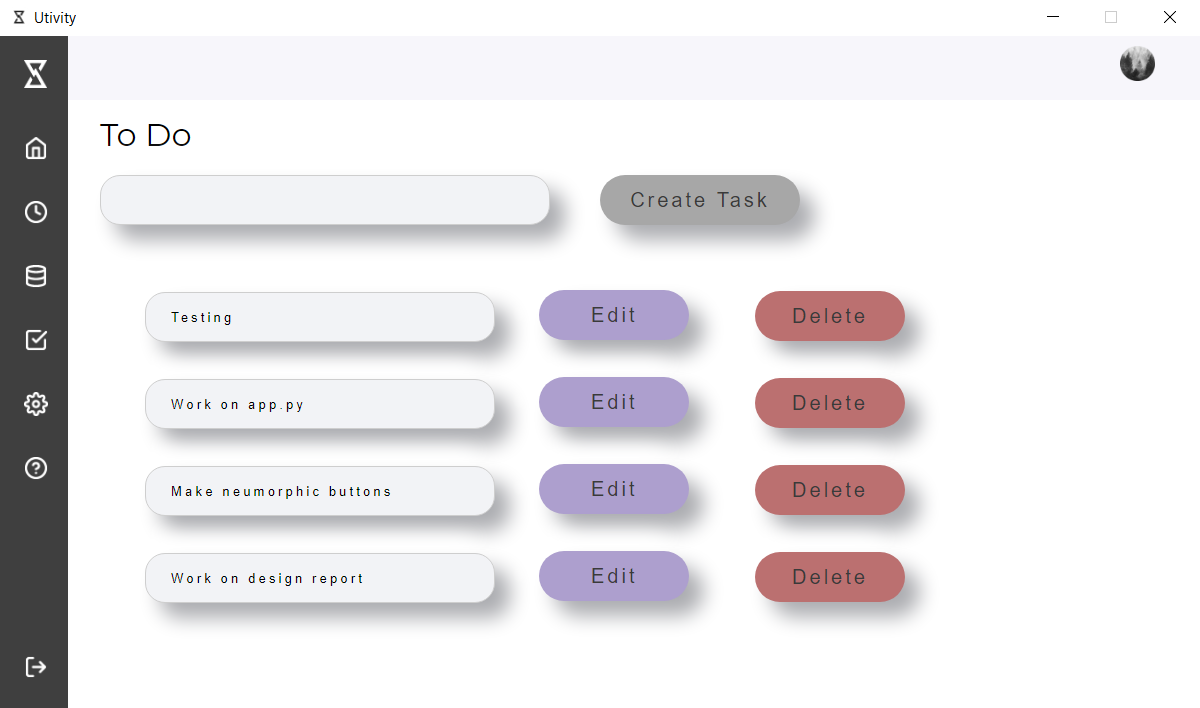 Utivity
To Do
Create Task
Testing Edit Delete
Work on app.py Edit Delete
Make neumorphic buttons Edit Delete
Work on design report Edit Delete